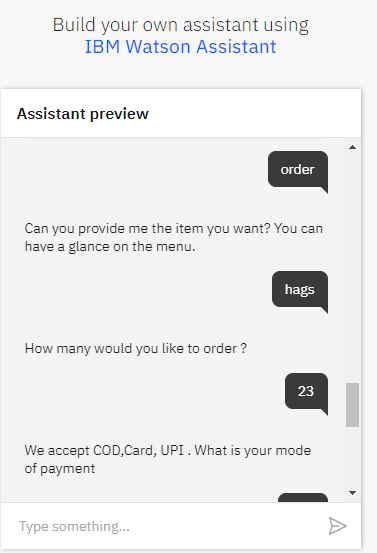 Build your own assistant using
IBM Watson Assistant
Assistant preview
order
Can you provide me the item you want? You can
have a glance on the menu.
hags
How many would you like to order ?
23
We accept COD,Card, UPI . What is your mode
of payment
Type something...